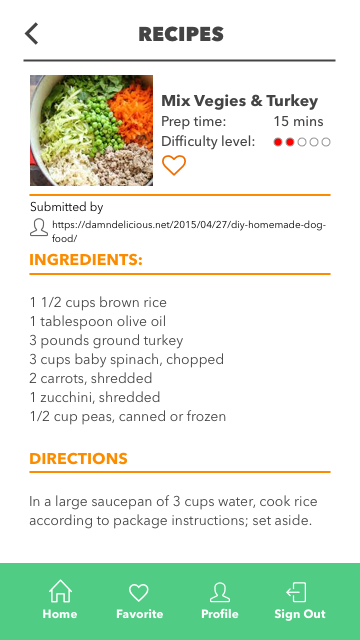 RECIPES
Mix Vegies & Turkey
Prep time: 15 mins
Difficulty level:
Submitted by
https://damndelicious.net/2015/04/27/diy-homemade-dog-
food/
INGREDIENTS:
1 1/2 cups brown rice
1 tablespoon olive oil
3 pounds ground turkey
3 cups baby spinach, chopped
2 carrots, shredded
1 zucchini, shredded
1/2 cup peas, canned or frozen
DIRECTIONS
In a large saucepan of 3 cups water, cook rice
according to package instructions; set aside.
Home Favorite Profile Sign Out